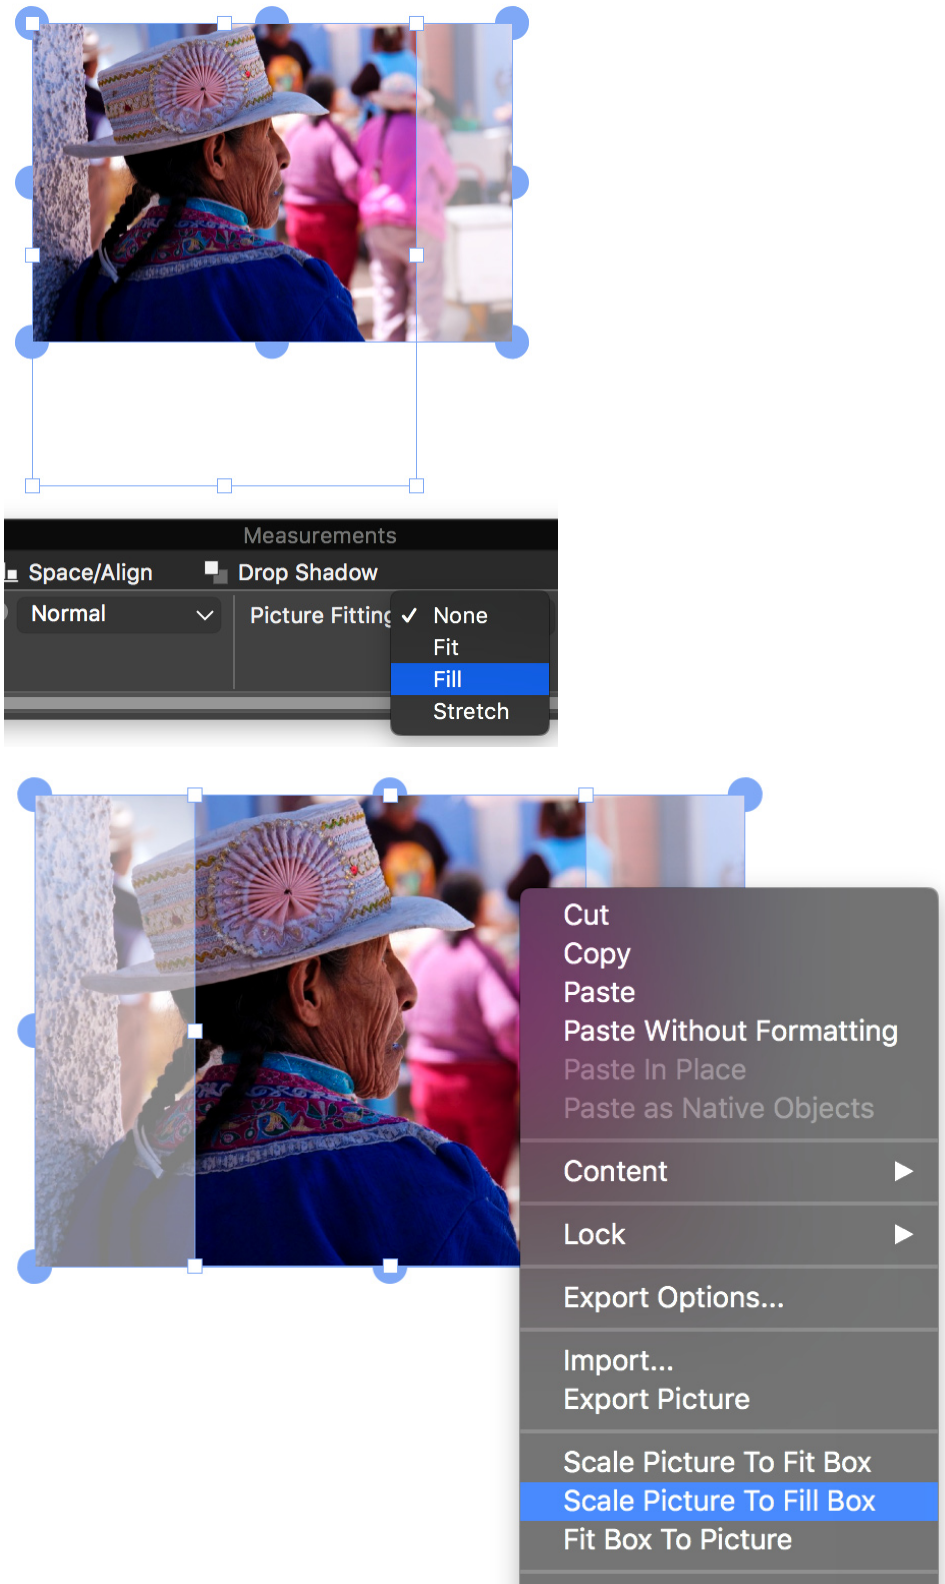 Measurements
Space/Align
Drop Shadow
Normal
Picture Fitting
None
Fit
Fill
Stretch
Cut
Copy
Paste
Paste Without Formatting
Paste In Place
Paste as Native Objects
Content
Lock
Export Options...
Import...
Export Picture
Scale Picture To Fit Box
Scale Picture To Fill Box
Fit Box To Picture